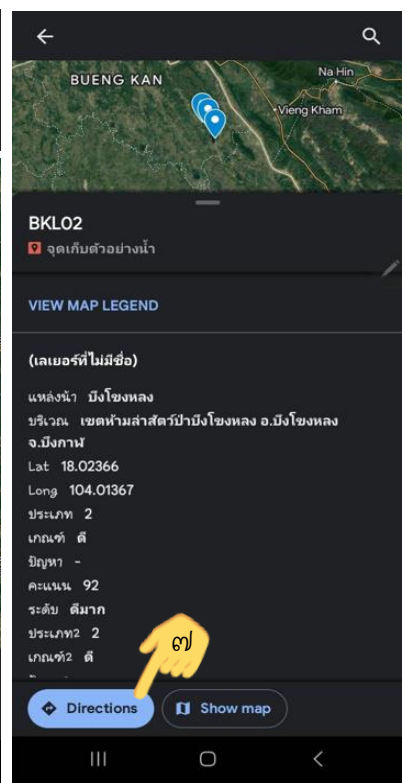 BUENG KAN
Na Hin
Vieng Kham
BKL02
จุดเก็บตัวอย่างน้ำ
VIEW MAP LEGEND
(เลเยอร์ที่ไม่มีชื่อ)
แหล่งน้ำ บึงโขงหลง
บริเวณ เขตห้ามล่าสัตว์ป่าบึงโขงหลง อ.บึงโขงหลง
จ.บึงกาฬ
Lat 18.02366
Long 104.01367
ประเภท 2
เกณฑ์ ดี
ปัญหา -
คะแนน 92
ระดับ ดีมาก
ประเภท2 2
เกณฑ์2 ดี
๗
Directions
Show map